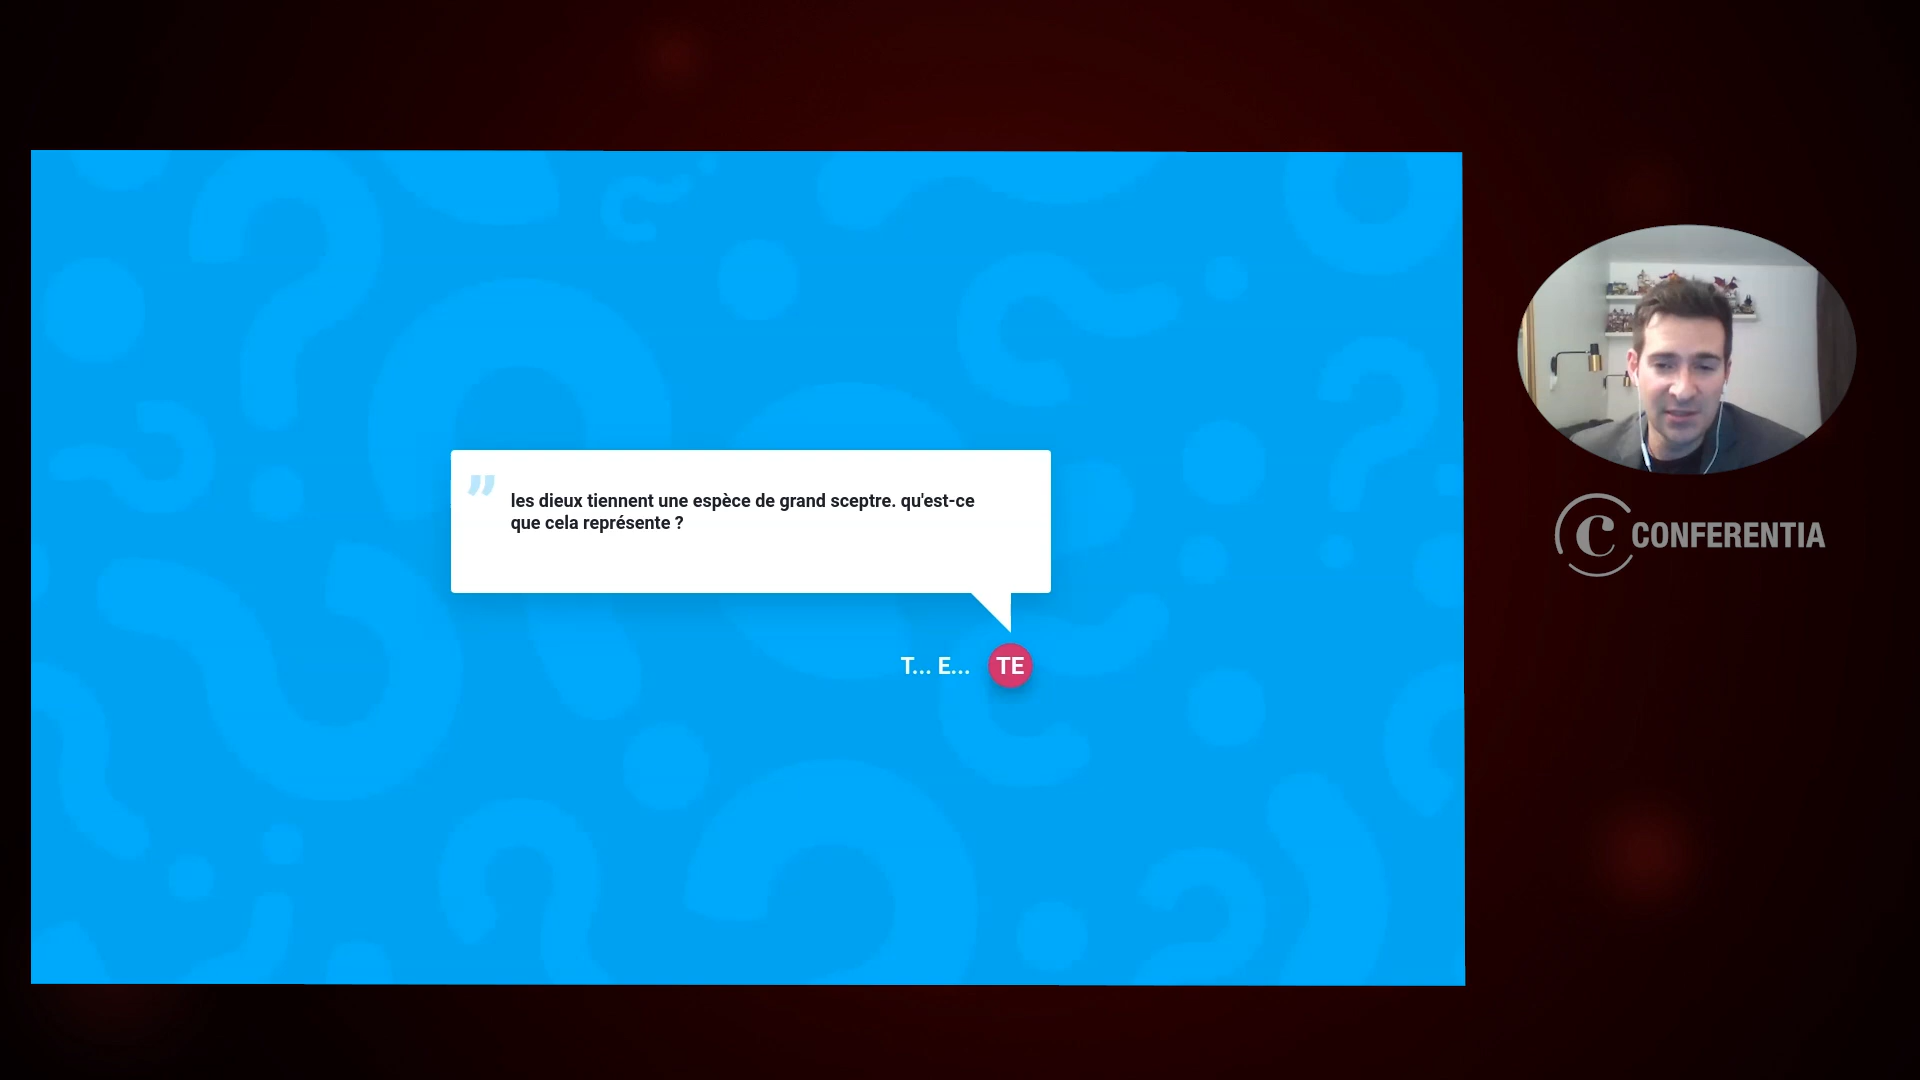 les dieux tiennent une espèce de grand sceptre. qu'est-ce
que cela représente ?
T... E...
TE
C CONFERENTIA